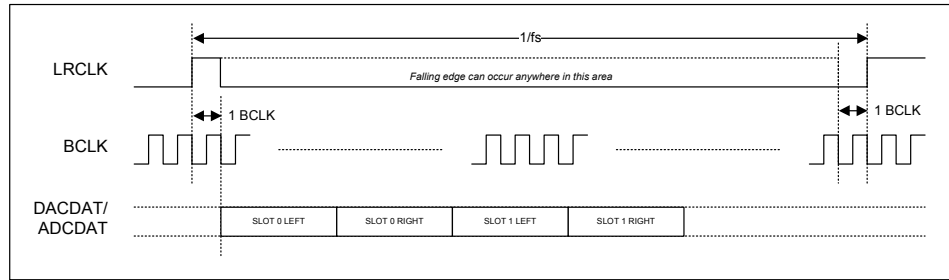 1/fs
LRCLK
Falling edge can occur anywhere in this area
1 BCLK
1 BCLK
BCLK
DACDAT/
ADCDAT
SLOT 0 LEFT SLOT 0 RIGHT SLOT 1 LEFT SLOT 1 RIGHT